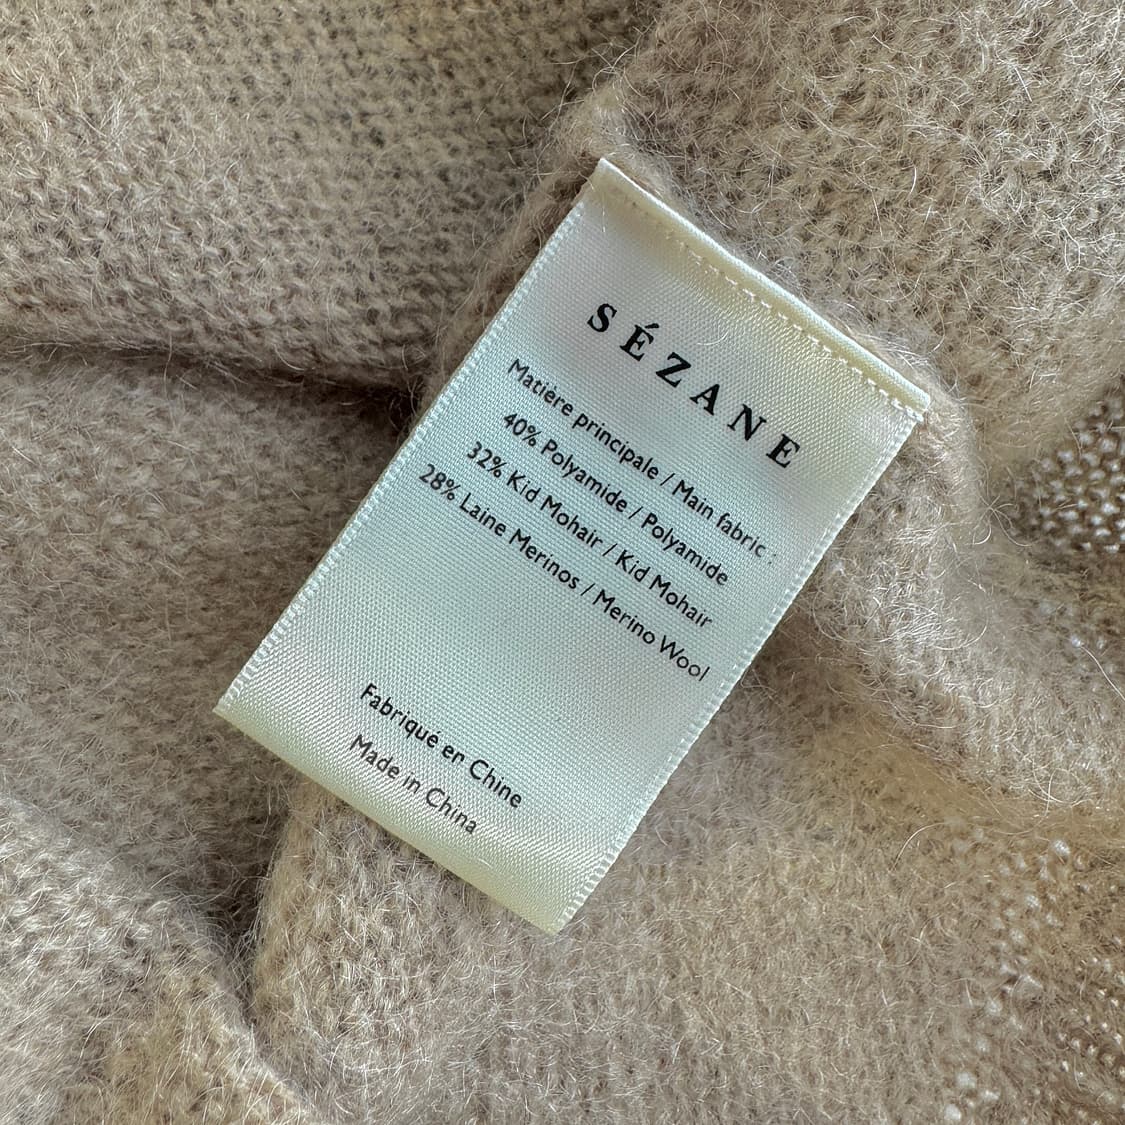 SÉZANE
Matière principale / Main fabric :
40% Polyamide / Polyamide
32% Kid Mohair / Kid Mohair
28% Laine Merinos / Merino Wool
Fabriqué en Chine
Made in China